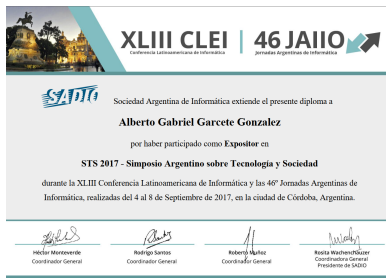 XLIII CLEI | 46 JAIIO
Conferencia Latinoamericana de Informática Jornadas Argentinas de Informática
SADIO
Sociedad Argentina de Informática extiende el presente diploma a
Alberto Gabriel Garcete Gonzalez
por haber participado como Expositor en
STS 2017 - Simposio Argentino sobre Tecnología y Sociedad
durante la XLIII Conferencia Latinoamericana de Informática y las 46º Jornadas Argentinas de
Informática, realizadas del 4 al 8 de Septiembre de 2017, en la ciudad de Córdoba, Argentina.
Héctor Monteverde
Coordinador General
Rodrigo Santos
Coordinador General
Roberto Muñoz
Coordinador General
Rosita Wachenchauzer
Coordinadora General
Presidente de SADIO